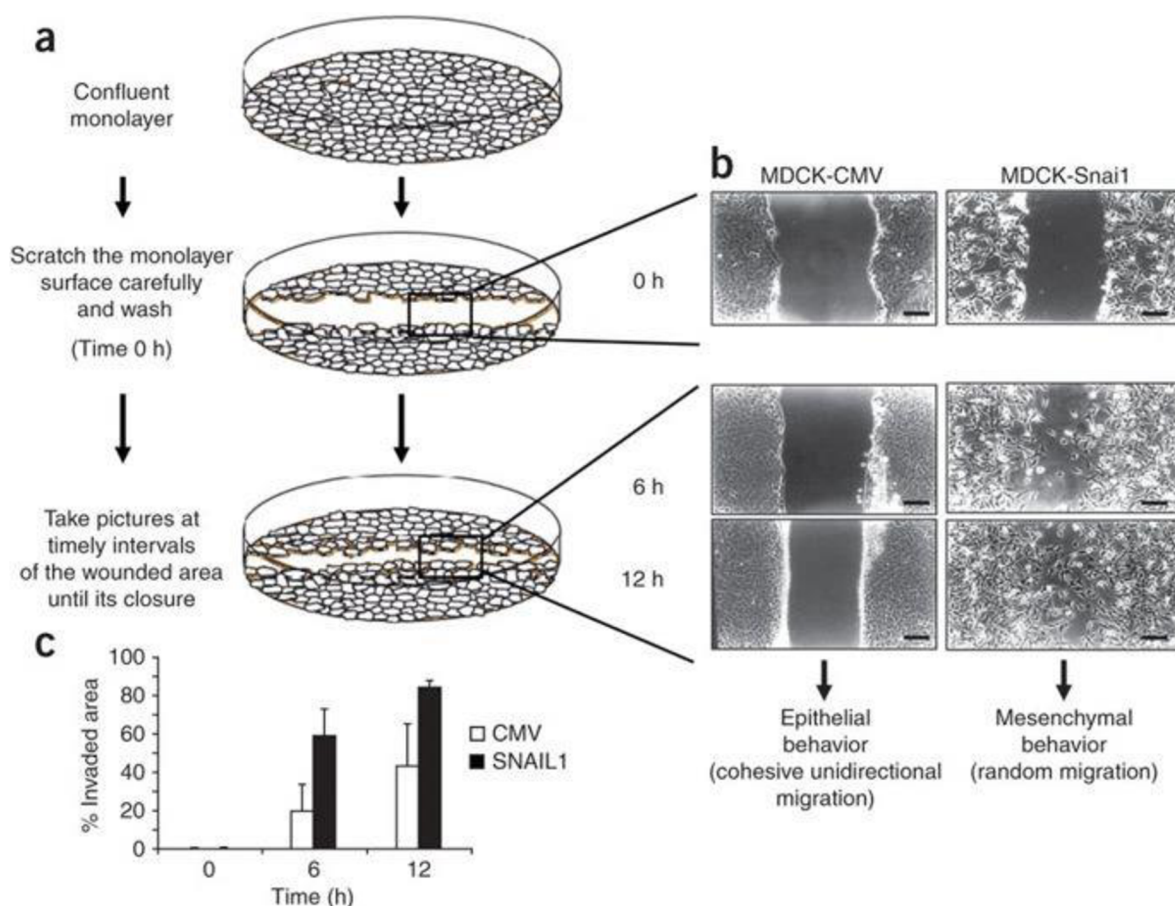 a
Confluent
monolayer
Scratch the monolayer
surface carefully
and wash
(Time 0 h)
Take pictures at
timely intervals
of the wounded area
until its closure
b
MDCK-CMV
MDCK-Snai1
0 h
6 h
12 h
Epithelial
behavior
(cohesive unidirectional
migration)
Mesenchymal
behavior
(random migration)
c
% Invaded area
100
80
60
40
20
0
0
6
12
Time (h)
CMV
SNAIL1